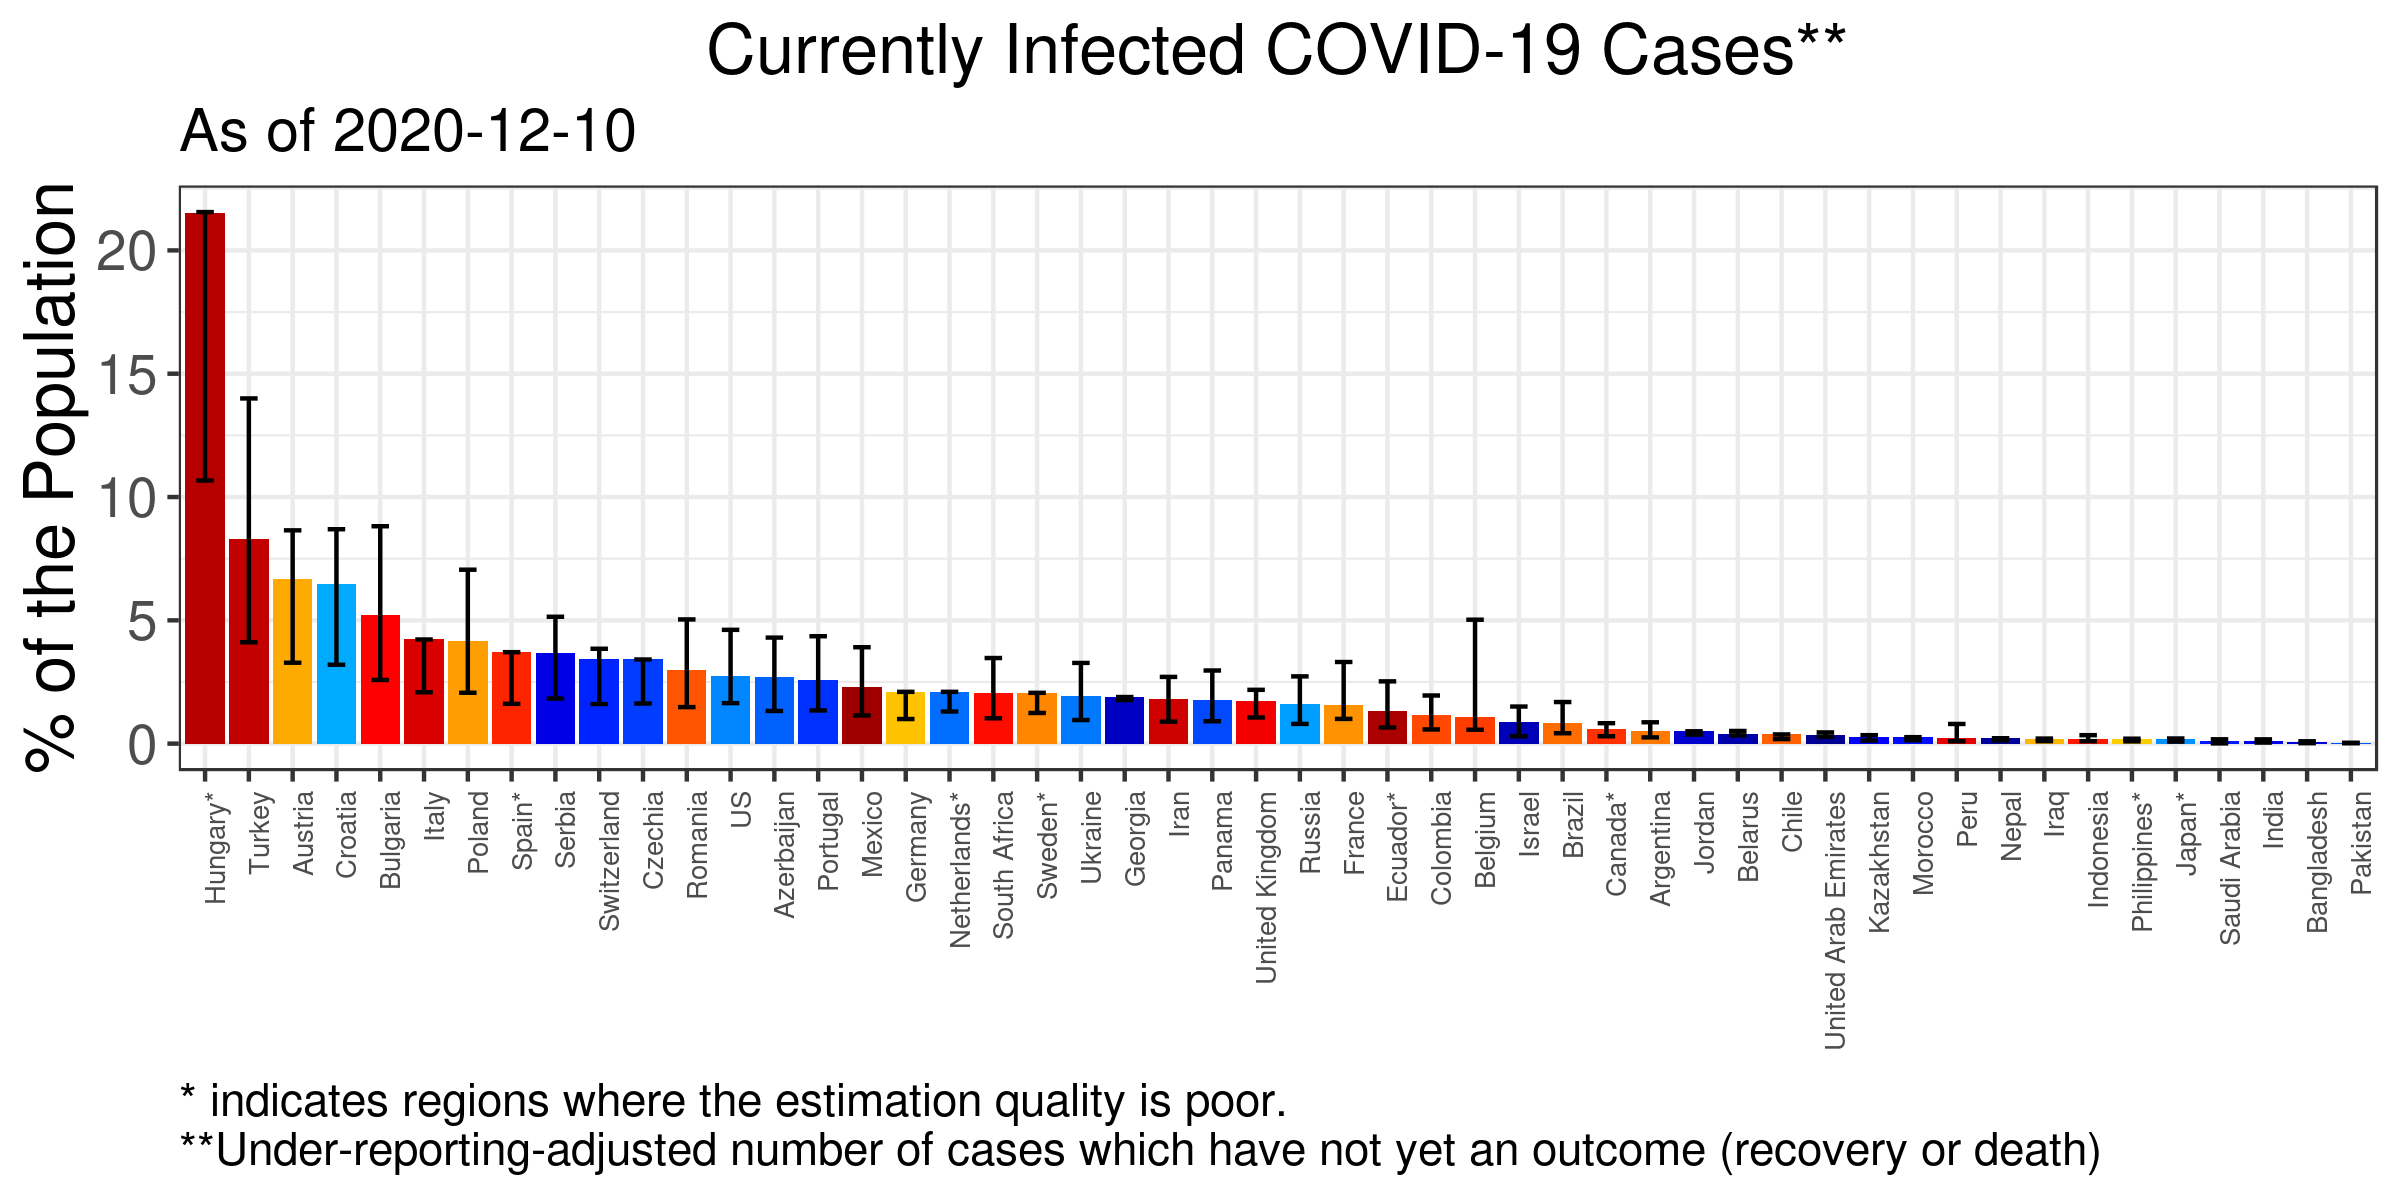 Currently Infected COVID-19 Cases**
As of 2020-12-10
% of the Population
20
15
10
5
0
Hungary*
Turkey
Austria
Croatia
Bulgaria
Italy
Poland
Spain*
Serbia
Switzerland
Czechia
Romania
US
Azerbaijan
Portugal
Mexico
Germany
Netherlands*
South Africa
Sweden*
Ukraine
Georgia
Iran
Panama
United Kingdom
Russia
France
Ecuador*
Colombia
Belgium
Israel
Brazil
Canada*
Argentina
Jordan
Belarus
Chile
United Arab Emirates
Kazakhstan
Morocco
Peru
Nepal
Iraq
Indonesia
Philippines*
Japan*
Saudi Arabia
India
Bangladesh
Pakistan
* indicates regions where the estimation quality is poor.
**Under-reporting-adjusted number of cases which have not yet an outcome (recovery or death)